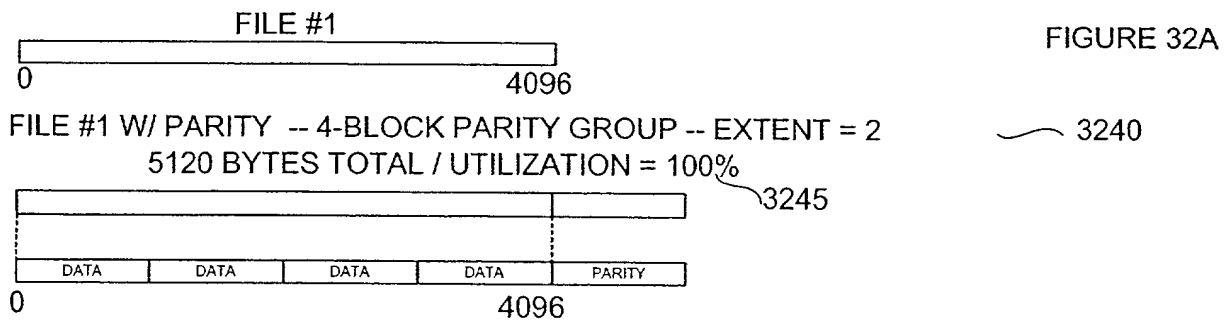 FILE #1
FIGURE 32A
0 4096
FILE #1 W/ PARITY -- 4-BLOCK PARITY GROUP -- EXTENT = 2 3240
5120 BYTES TOTAL / UTILIZATION = 100%
3245
DATA DATA DATA DATA PARITY
0 4096